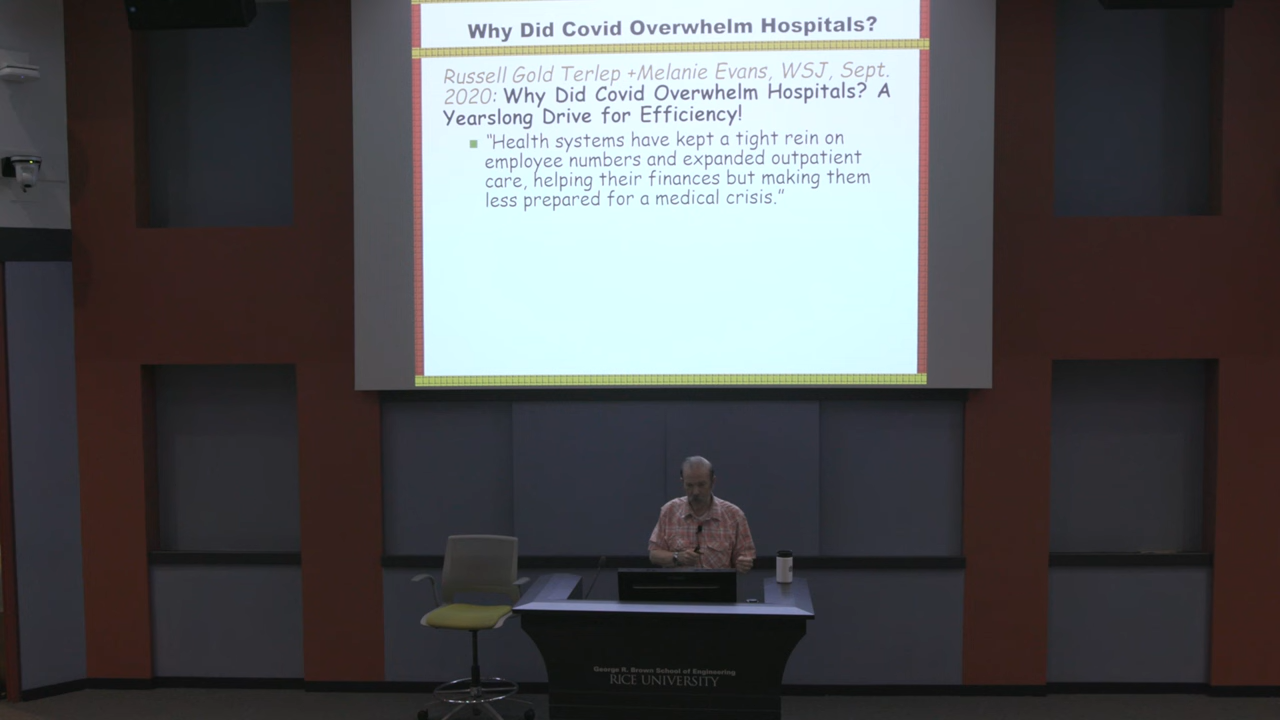 Why Did Covid Overwhelm Hospitals?
Russell Gold Terlep +Melanie Evans, WSJ, Sept.
2020: Why Did Covid Overwhelm Hospitals? A
Yearslong Drive for Efficiency!
"Health systems have kept a tight rein on
employee numbers and expanded outpatient
care, helping their finances but making them
less prepared for a medical crisis."
George R. Brown School of Engineering
RICE UNIVERSITY